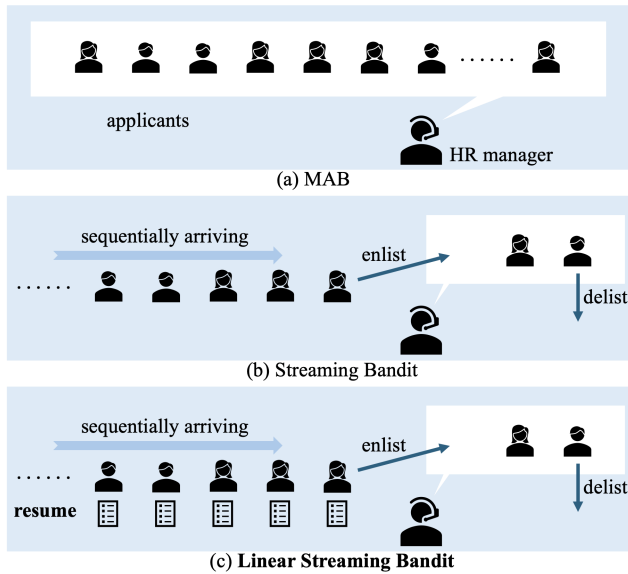 ......
applicants
HR manager
(a) MAB
sequentially arriving
enlist
......
delist
(b) Streaming Bandit
sequentially arriving
enlist
......
delist
resume
(c) Linear Streaming Bandit